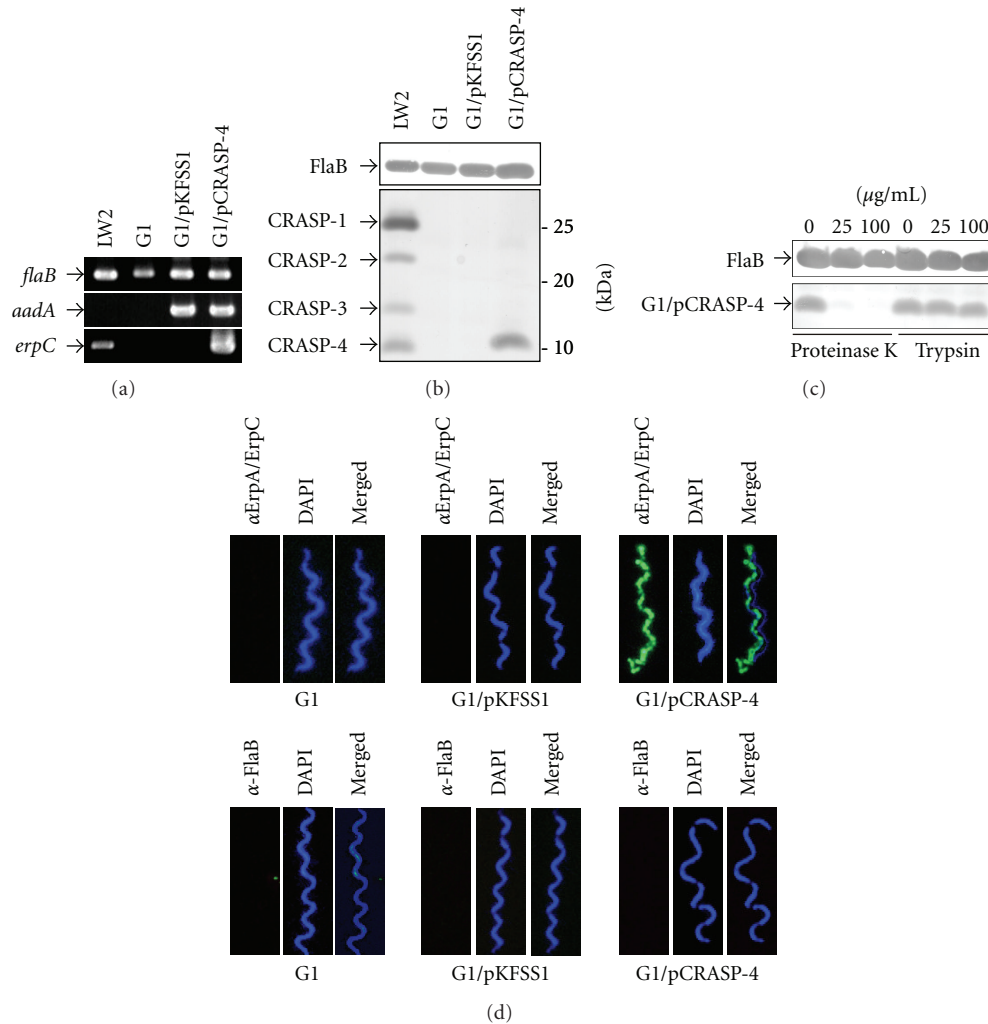 LW2
G1
G1/pKFSS1
G1/pCRASP-4
flaB
aadA
erpC
(a)
LW2
G1
G1/pKFSS1
G1/pCRASP-4
FlaB
CRASP-1
CRASP-2
CRASP-3
CRASP-4
- 25
- 20
- 10
(kDa)
(b)
(μg/mL)
0 25 100 0 25 100
FlaB
G1/pCRASP-4
Proteinase K Trypsin
(c)
αErpA/ErpC
DAPI
Merged
G1
αErpA/ErpC
DAPI
Merged
G1/pKFSS1
αErpA/ErpC
DAPI
Merged
G1/pCRASP-4
α-FlaB
DAPI
Merged
G1
α-FlaB
DAPI
Merged
G1/pKFSS1
α-FlaB
DAPI
Merged
G1/pCRASP-4
(d)